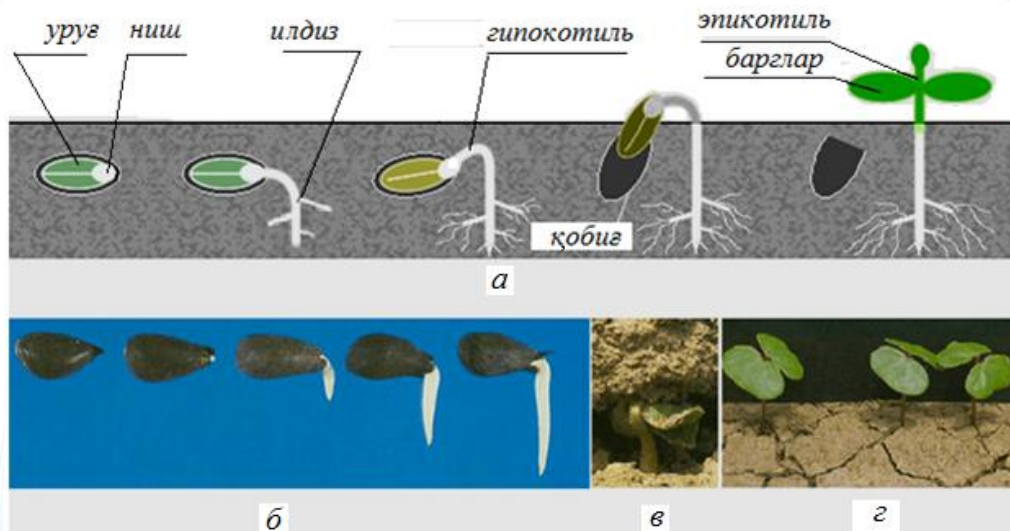 уруғ ниш илдиз гипокотиль эпикотиль
барглар
қобиғ
а
б в г